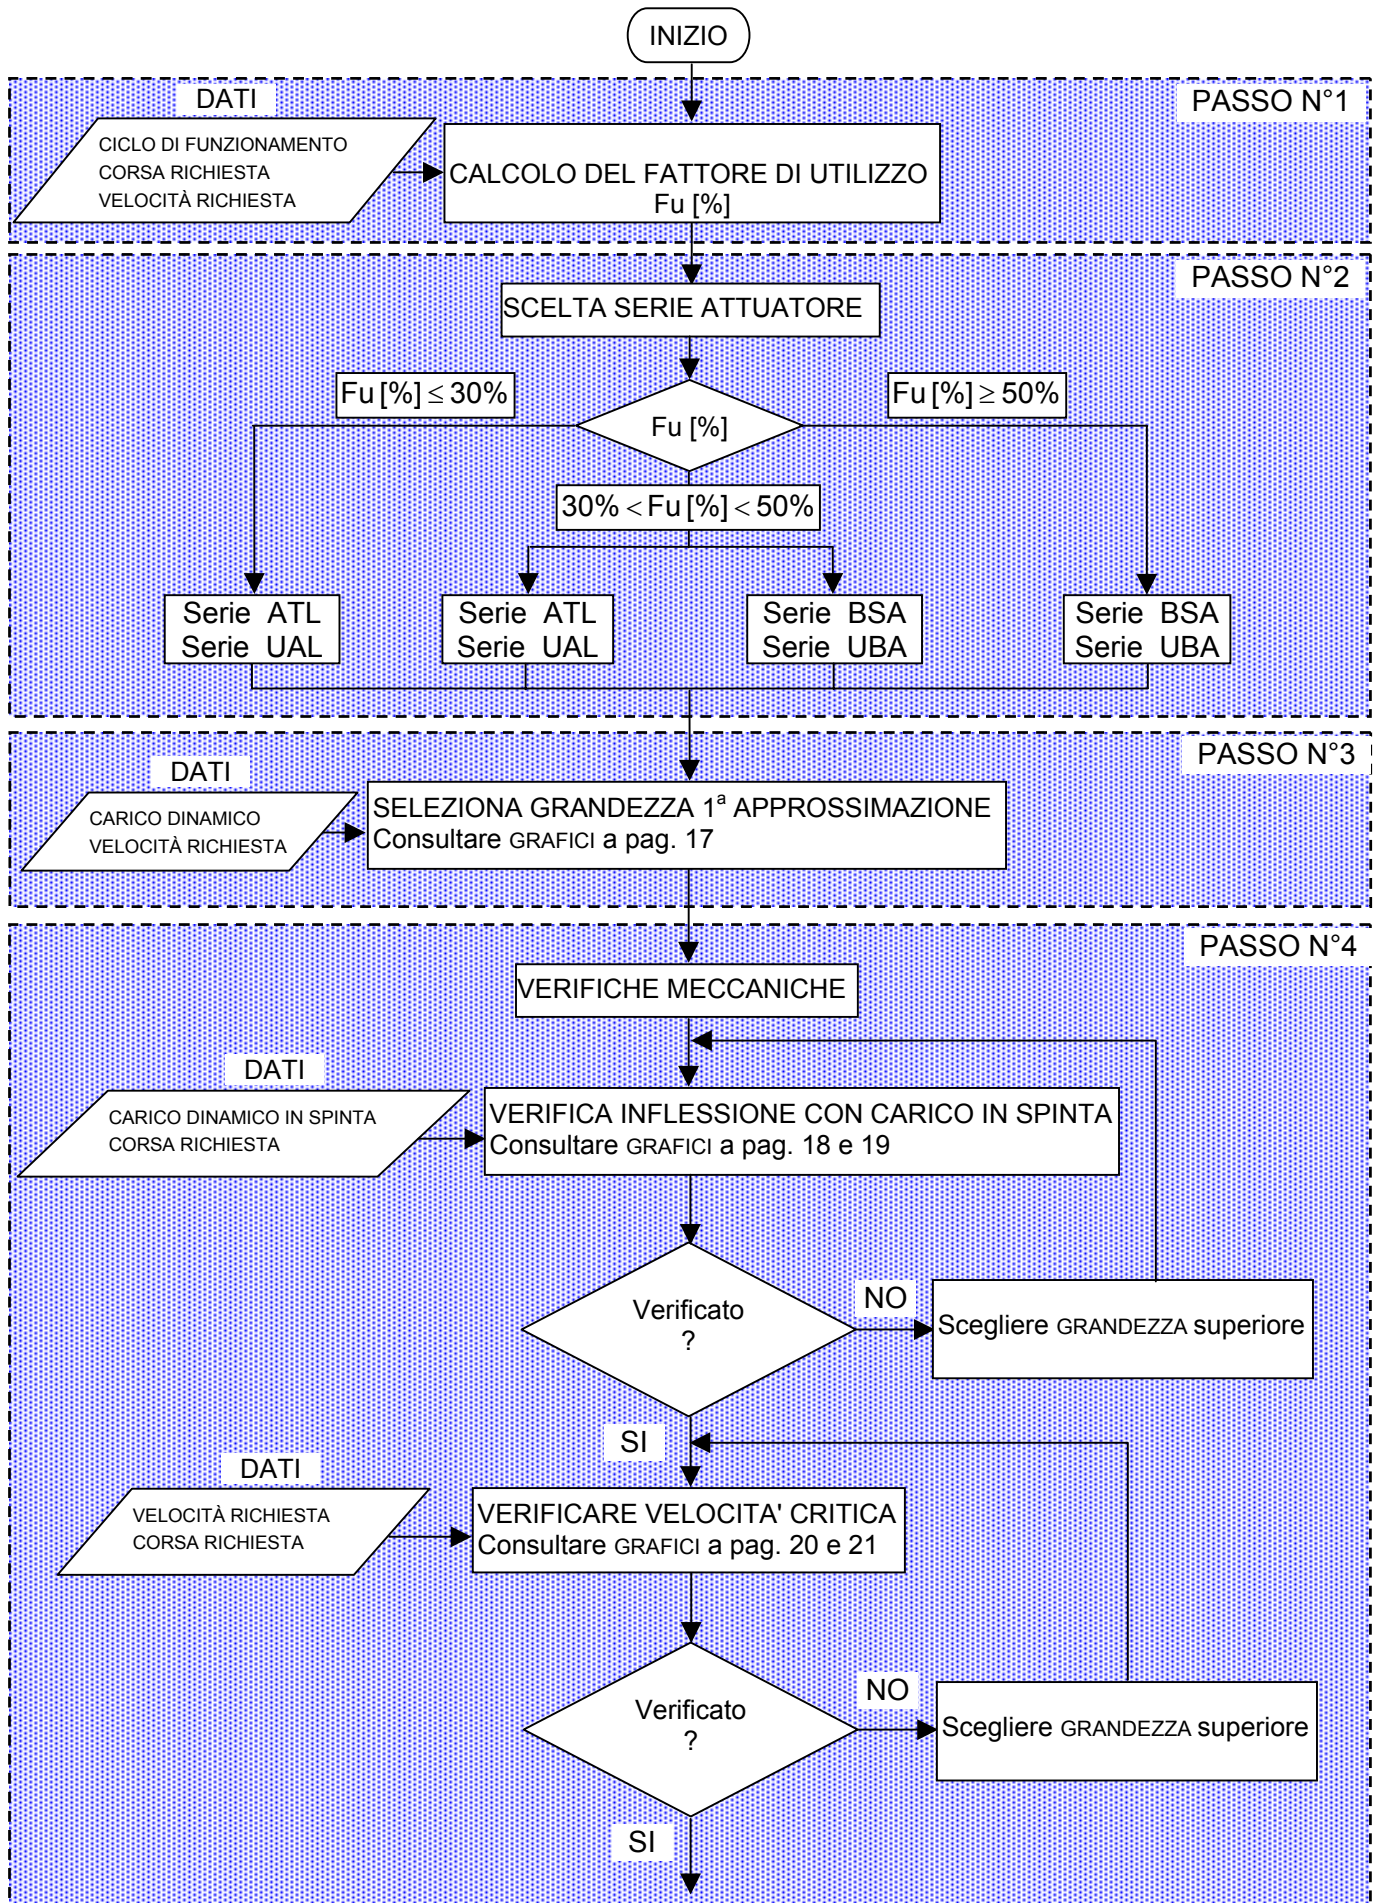 INIZIO
PASSO N°1
DATI
CICLO DI FUNZIONAMENTO
CORSA RICHIESTA
VELOCITÀ RICHIESTA
CALCOLO DEL FATTORE DI UTILIZZO
Fu [%]
PASSO N°2
SCELTA SERIE ATTUATORE
Fu [%] ≤ 30%
Fu [%] ≥ 50%
Fu [%]
30% < Fu [%] < 50%
Serie ATL
Serie UAL
Serie ATL
Serie UAL
Serie BSA
Serie UBA
Serie BSA
Serie UBA
PASSO N°3
DATI
CARICO DINAMICO
VELOCITÀ RICHIESTA
SELEZIONA GRANDEZZA 1ª APPROSSIMAZIONE
Consultare GRAFICI a pag. 17
PASSO N°4
VERIFICHE MECCANICHE
DATI
CARICO DINAMICO IN SPINTA
CORSA RICHIESTA
VERIFICA INFLESSIONE CON CARICO IN SPINTA
Consultare GRAFICI a pag. 18 e 19
Verificato
?
NO
Scegliere GRANDEZZA superiore
SI
DATI
VELOCITÀ RICHIESTA
CORSA RICHIESTA
VERIFICARE VELOCITA' CRITICA
Consultare GRAFICI a pag. 20 e 21
Verificato
?
NO
Scegliere GRANDEZZA superiore
SI